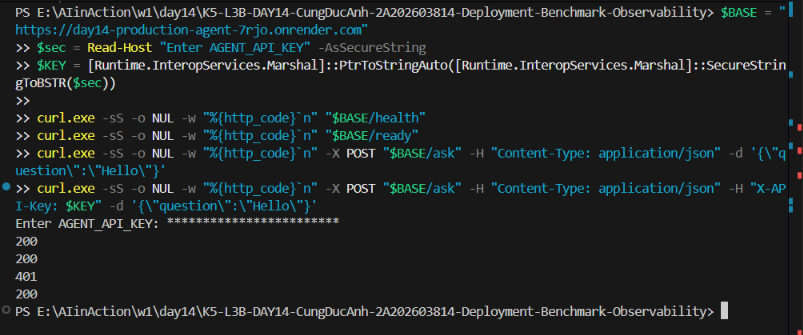 PS E:\AIinAction\w1\day14\K5-L3B-DAY14-CungDucAnh-2A202603814-Deployment-Benchmark-Observability> $BASE = "
https://day14-production-agent-7rjo.onrender.com"
>> $sec = Read-Host "Enter AGENT_API_KEY" -AsSecureString
>> $KEY = [Runtime.InteropServices.Marshal]::PtrToStringAuto([Runtime.InteropServices.Marshal]::SecureStrin
gToBSTR($sec))
>>
>> curl.exe -sS -o NUL -w "%{http_code}`n" "$BASE/health"
>> curl.exe -sS -o NUL -w "%{http_code}`n" "$BASE/ready"
>> curl.exe -sS -o NUL -w "%{http_code}`n" -X POST "$BASE/ask" -H "Content-Type: application/json" -d '{\"q
uestion\":\"Hello\"}'
>> curl.exe -sS -o NUL -w "%{http_code}`n" -X POST "$BASE/ask" -H "Content-Type: application/json" -H "X-AP
I-Key: $KEY" -d '{\"question\":\"Hello\"}'
Enter AGENT_API_KEY: ************************
200
200
401
200
PS E:\AIinAction\w1\day14\K5-L3B-DAY14-CungDucAnh-2A202603814-Deployment-Benchmark-Observability>